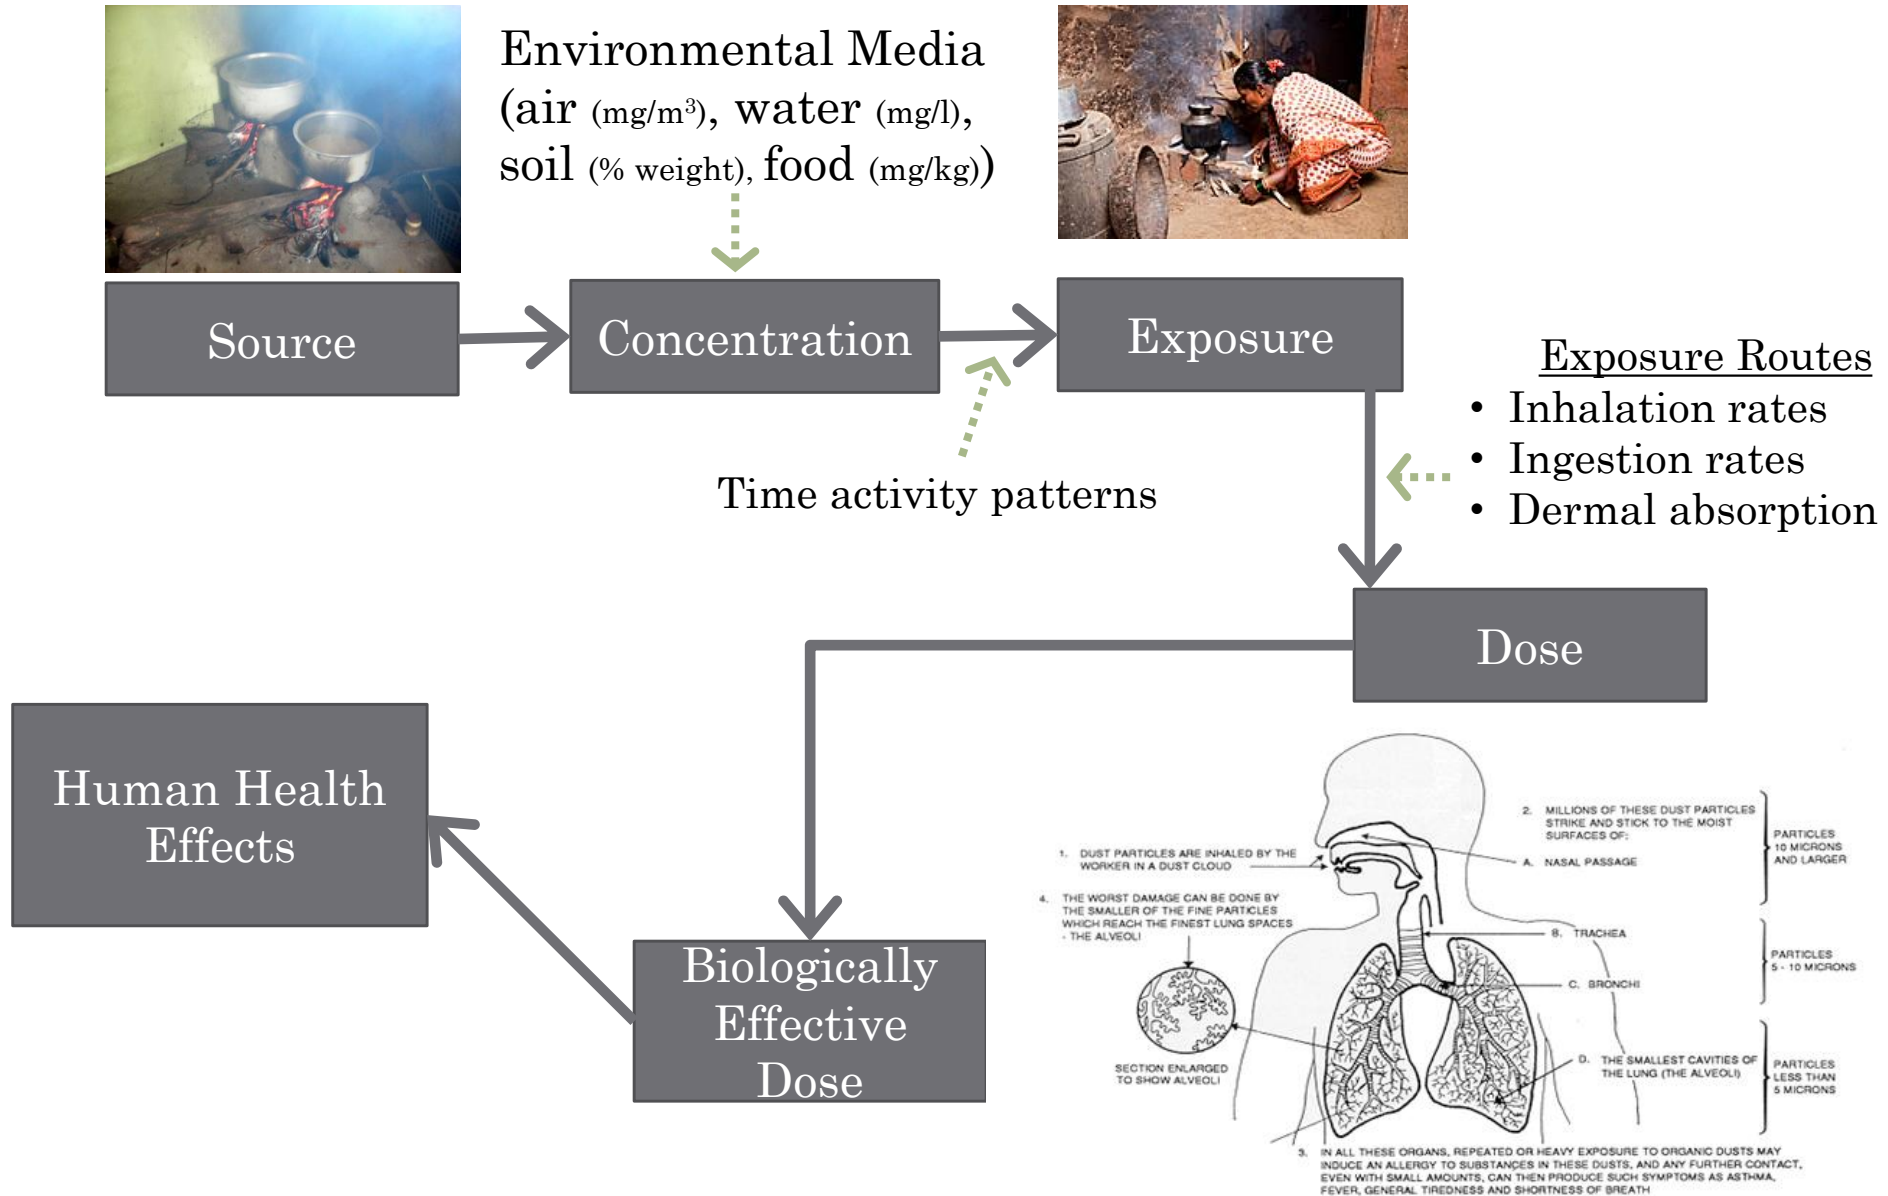 Environmental Media
(air (mg/m³), water (mg/l),
soil (% weight), food (mg/kg))
Source
Concentration
Exposure
Time activity patterns
Exposure Routes
• Inhalation rates
• Ingestion rates
• Dermal absorption
Dose
Biologically
Effective
Dose
Human Health
Effects
1. DUST PARTICLES ARE INHALED BY THE
WORKER IN A DUST CLOUD
2. MILLIONS OF THESE DUST PARTICLES
STRIKE AND STICK TO THE MOIST
SURFACES OF:
A. NASAL PASSAGE
PARTICLES
10 MICRONS
AND LARGER
4. THE WORST DAMAGE CAN BE DONE BY
THE SMALLER OF THE FINE PARTICLES
WHICH REACH THE FINEST LUNG SPACES
- THE ALVEOLI
B. TRACHEA
C. BRONCHI
PARTICLES
5 - 10 MICRONS
SECTION ENLARGED
TO SHOW ALVEOLI
D. THE SMALLEST CAVITIES OF
THE LUNG (THE ALVEOLI)
PARTICLES
LESS THAN
5 MICRONS
3. IN ALL THESE ORGANS, REPEATED OR HEAVY EXPOSURE TO ORGANIC DUSTS MAY
INDUCE AN ALLERGY TO SUBSTANCES IN THESE DUSTS, AND ANY FURTHER CONTACT,
EVEN WITH SMALL AMOUNTS, CAN THEN PRODUCE SUCH SYMPTOMS AS ASTHMA,
FEVER, GENERAL TIREDNESS AND SHORTNESS OF BREATH